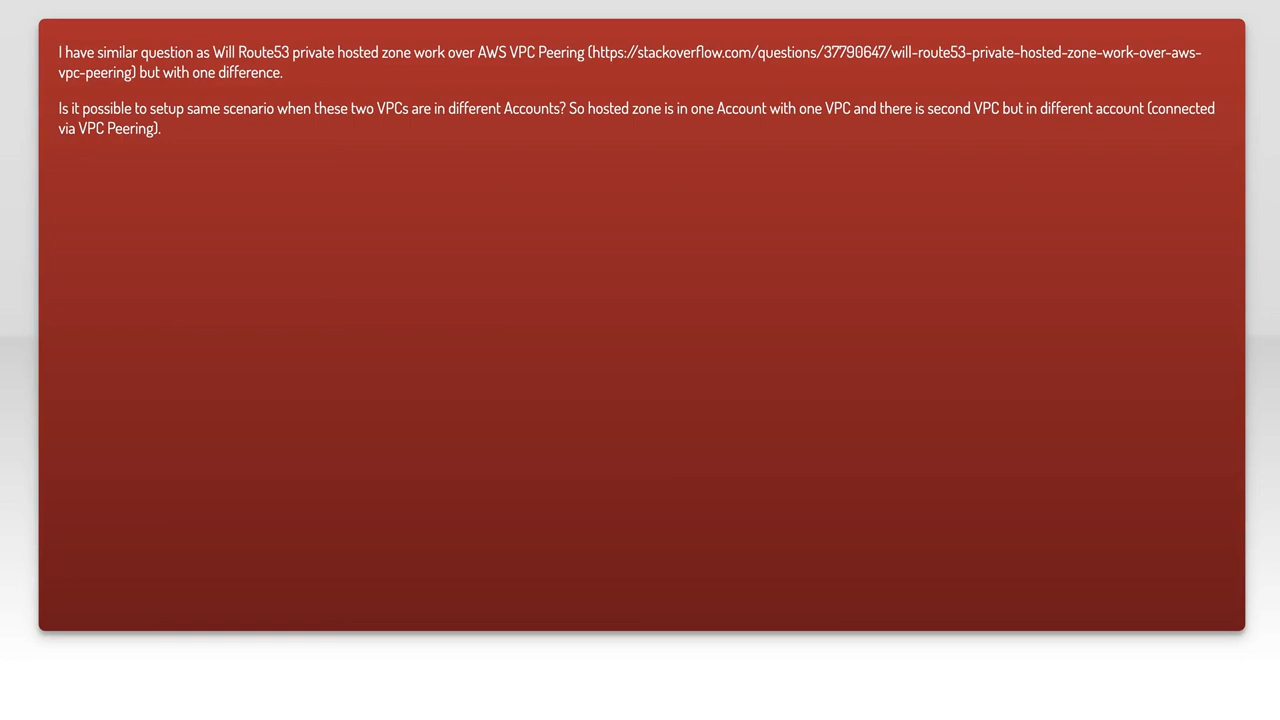 I have similar question as Will Route53 private hosted zone work over AWS VPC Peering (https://stackoverflow.com/questions/37790647/will-route53-private-hosted-zone-work-over-aws-
vpc-peering) but with one difference.
Is it possible to setup same scenario when these two VPCs are in different Accounts? So hosted zone is in one Account with one VPC and there is second VPC but in different account (connected
via VPC Peering).